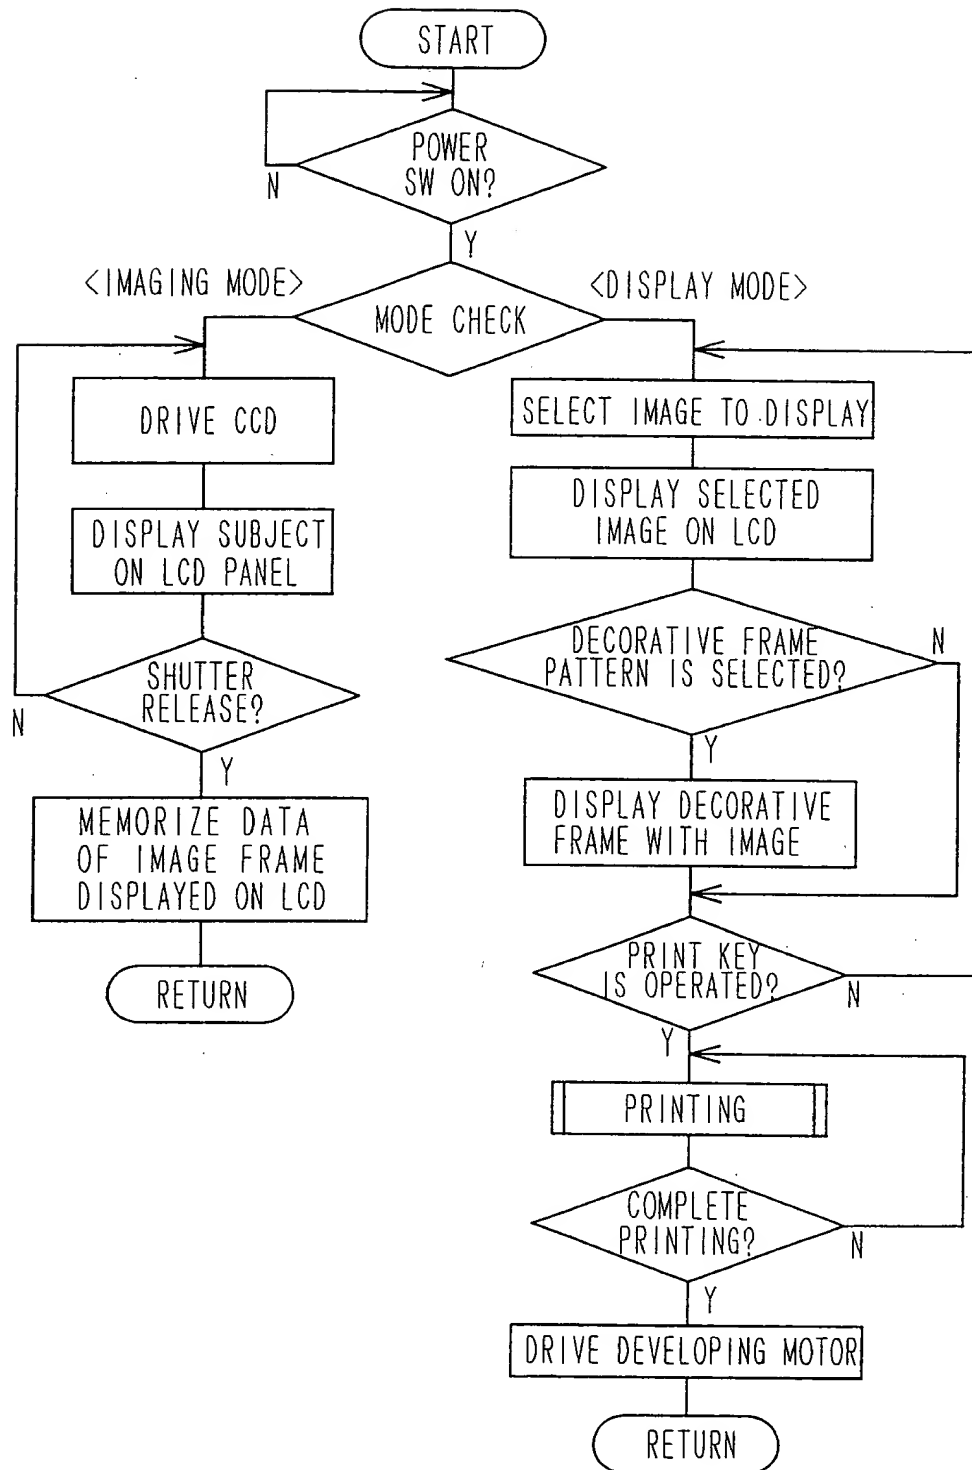 START
POWER
SW ON?
N
Y
<IMAGING MODE>
MODE CHECK
<DISPLAY MODE>
DRIVE CCD
DISPLAY SUBJECT
ON LCD PANEL
SHUTTER
RELEASE?
N
Y
MEMORIZE DATA
OF IMAGE FRAME
DISPLAYED ON LCD
RETURN
SELECT IMAGE TO DISPLAY
DISPLAY SELECTED
IMAGE ON LCD
DECORATIVE FRAME
PATTERN IS SELECTED?
N
Y
DISPLAY DECORATIVE
FRAME WITH IMAGE
PRINT KEY
IS OPERATED?
N
Y
PRINTING
COMPLETE
PRINTING?
N
Y
DRIVE DEVELOPING MOTOR
RETURN